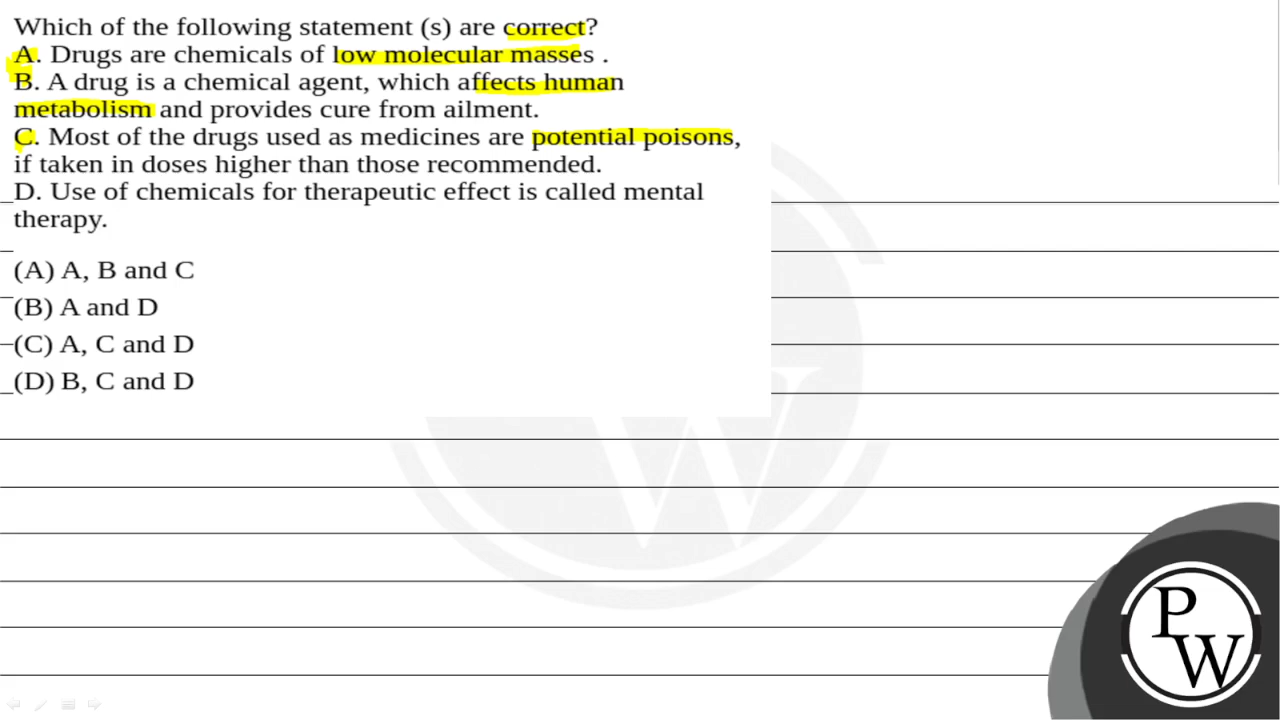 Which of the following statement (s) are correct?
A. Drugs are chemicals of low molecular masses .
B. A drug is a chemical agent, which affects human
metabolism and provides cure from ailment.
C. Most of the drugs used as medicines are potential poisons,
if taken in doses higher than those recommended.
D. Use of chemicals for therapeutic effect is called mental
therapy.
(A) A, B and C
(B) A and D
(C) A, C and D
(D) B, C and D
W
P
W